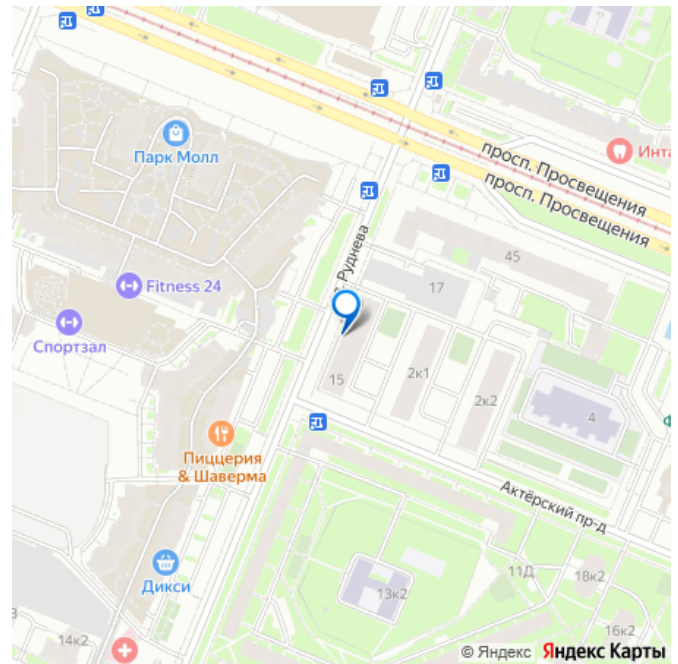 Парк Молл
просп. Просвещения
просп. Просвещения
Инта
Руднева
45
17
Fitness 24
Спортзал
15
2к1
2к2
4
Пиццерия
& Шаверма
Актёрский пр-д
Дикси
11Д
18к2
13к2
16к2
14к2
© Яндекс Яндекс Карты